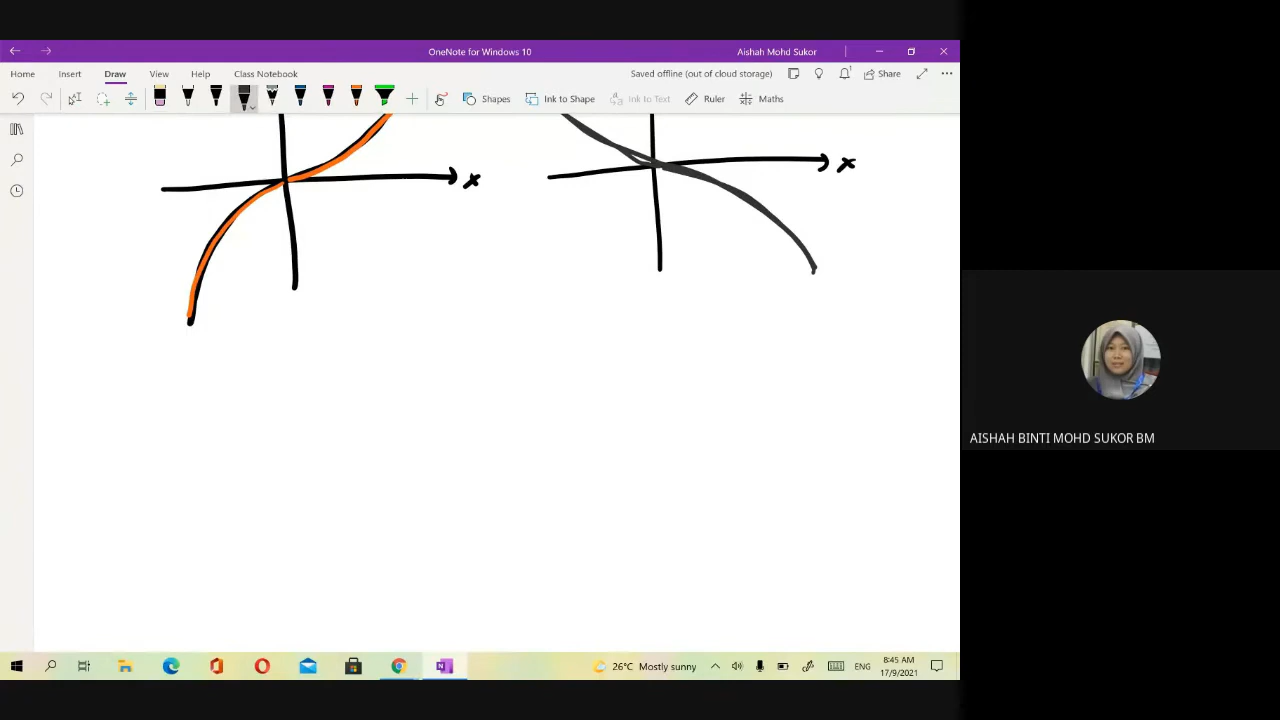 OneNote for Windows 10
Aishah Mohd Sukor
Home Insert Draw View Help Class Notebook
Saved offline (out of cloud storage)
Share
Shapes Ink to Shape Ink to Text Ruler Maths
x
x
AISHAH BINTI MOHD SUKOR BM
26°C Mostly sunny
ENG
8:45 AM
17/9/2021